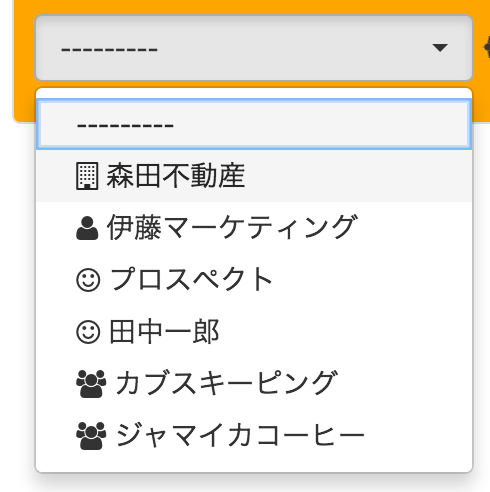 ---------
---------
森田不動産
伊藤マーケティング
プロスペクト
田中一郎
カブスキーピング
ジャマイカコーヒー